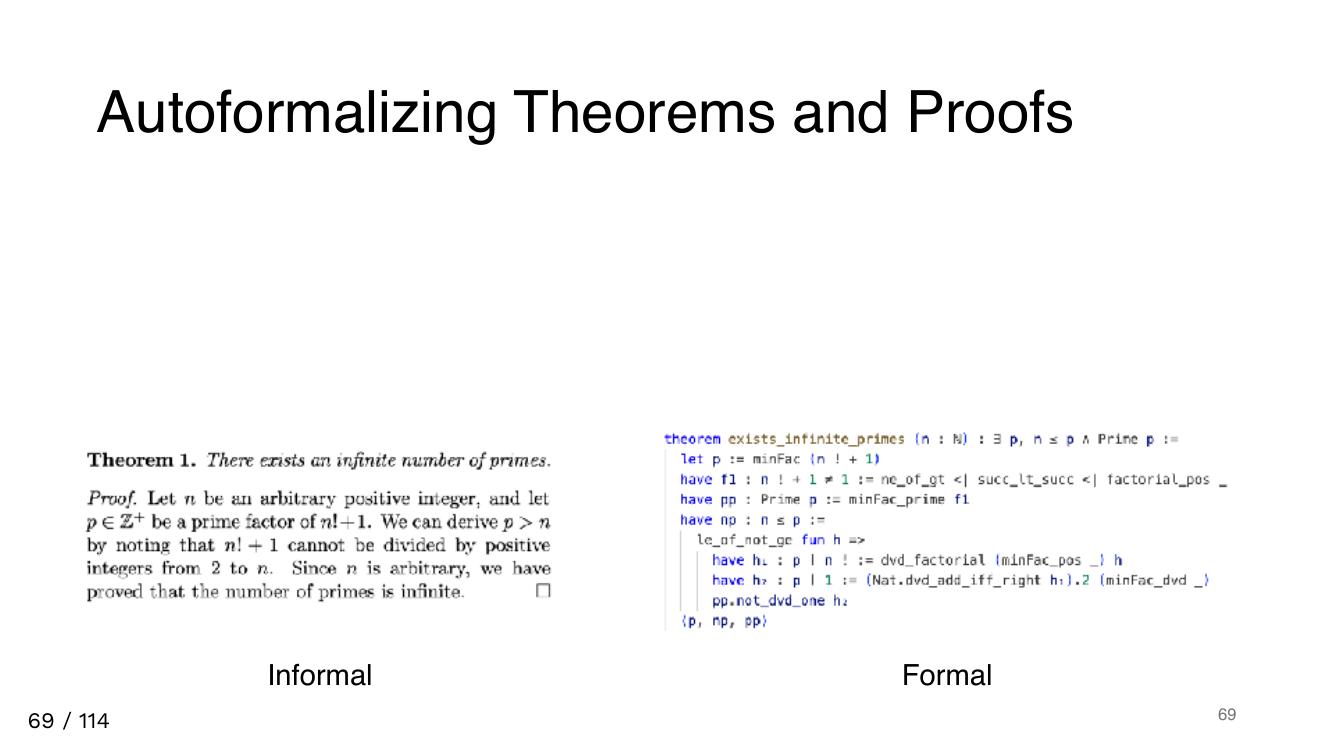 Autoformalizing Theorems and Proofs
Theorem 1. There exists an infinite number of primes.
Proof. Let n be an arbitrary positive integer, and let
p ∈ ℤ⁺ be a prime factor of n!+1. We can derive p > n
by noting that n! + 1 cannot be divided by positive
integers from 2 to n. Since n is arbitrary, we have
proved that the number of primes is infinite. □
Informal
theorem exists_infinite_primes (n : ℕ) : ∃ p, n ≤ p ∧ Prime p :=
let p := minFac (n ! + 1)
have f1 : n ! + 1 ≠ 1 := ne_of_gt <| succ_lt_succ <| factorial_pos _
have pp : Prime p := minFac_prime f1
have np : n ≤ p :=
le_of_not_ge fun h =>
have h₁ : p ∣ n ! := dvd_factorial (minFac_pos _) h
have h₂ : p ∣ 1 := (Nat.dvd_add_iff_right h₁).2 (minFac_dvd _)
pp.not_dvd_one h₂
⟨p, np, pp⟩
Formal
69 / 114
69